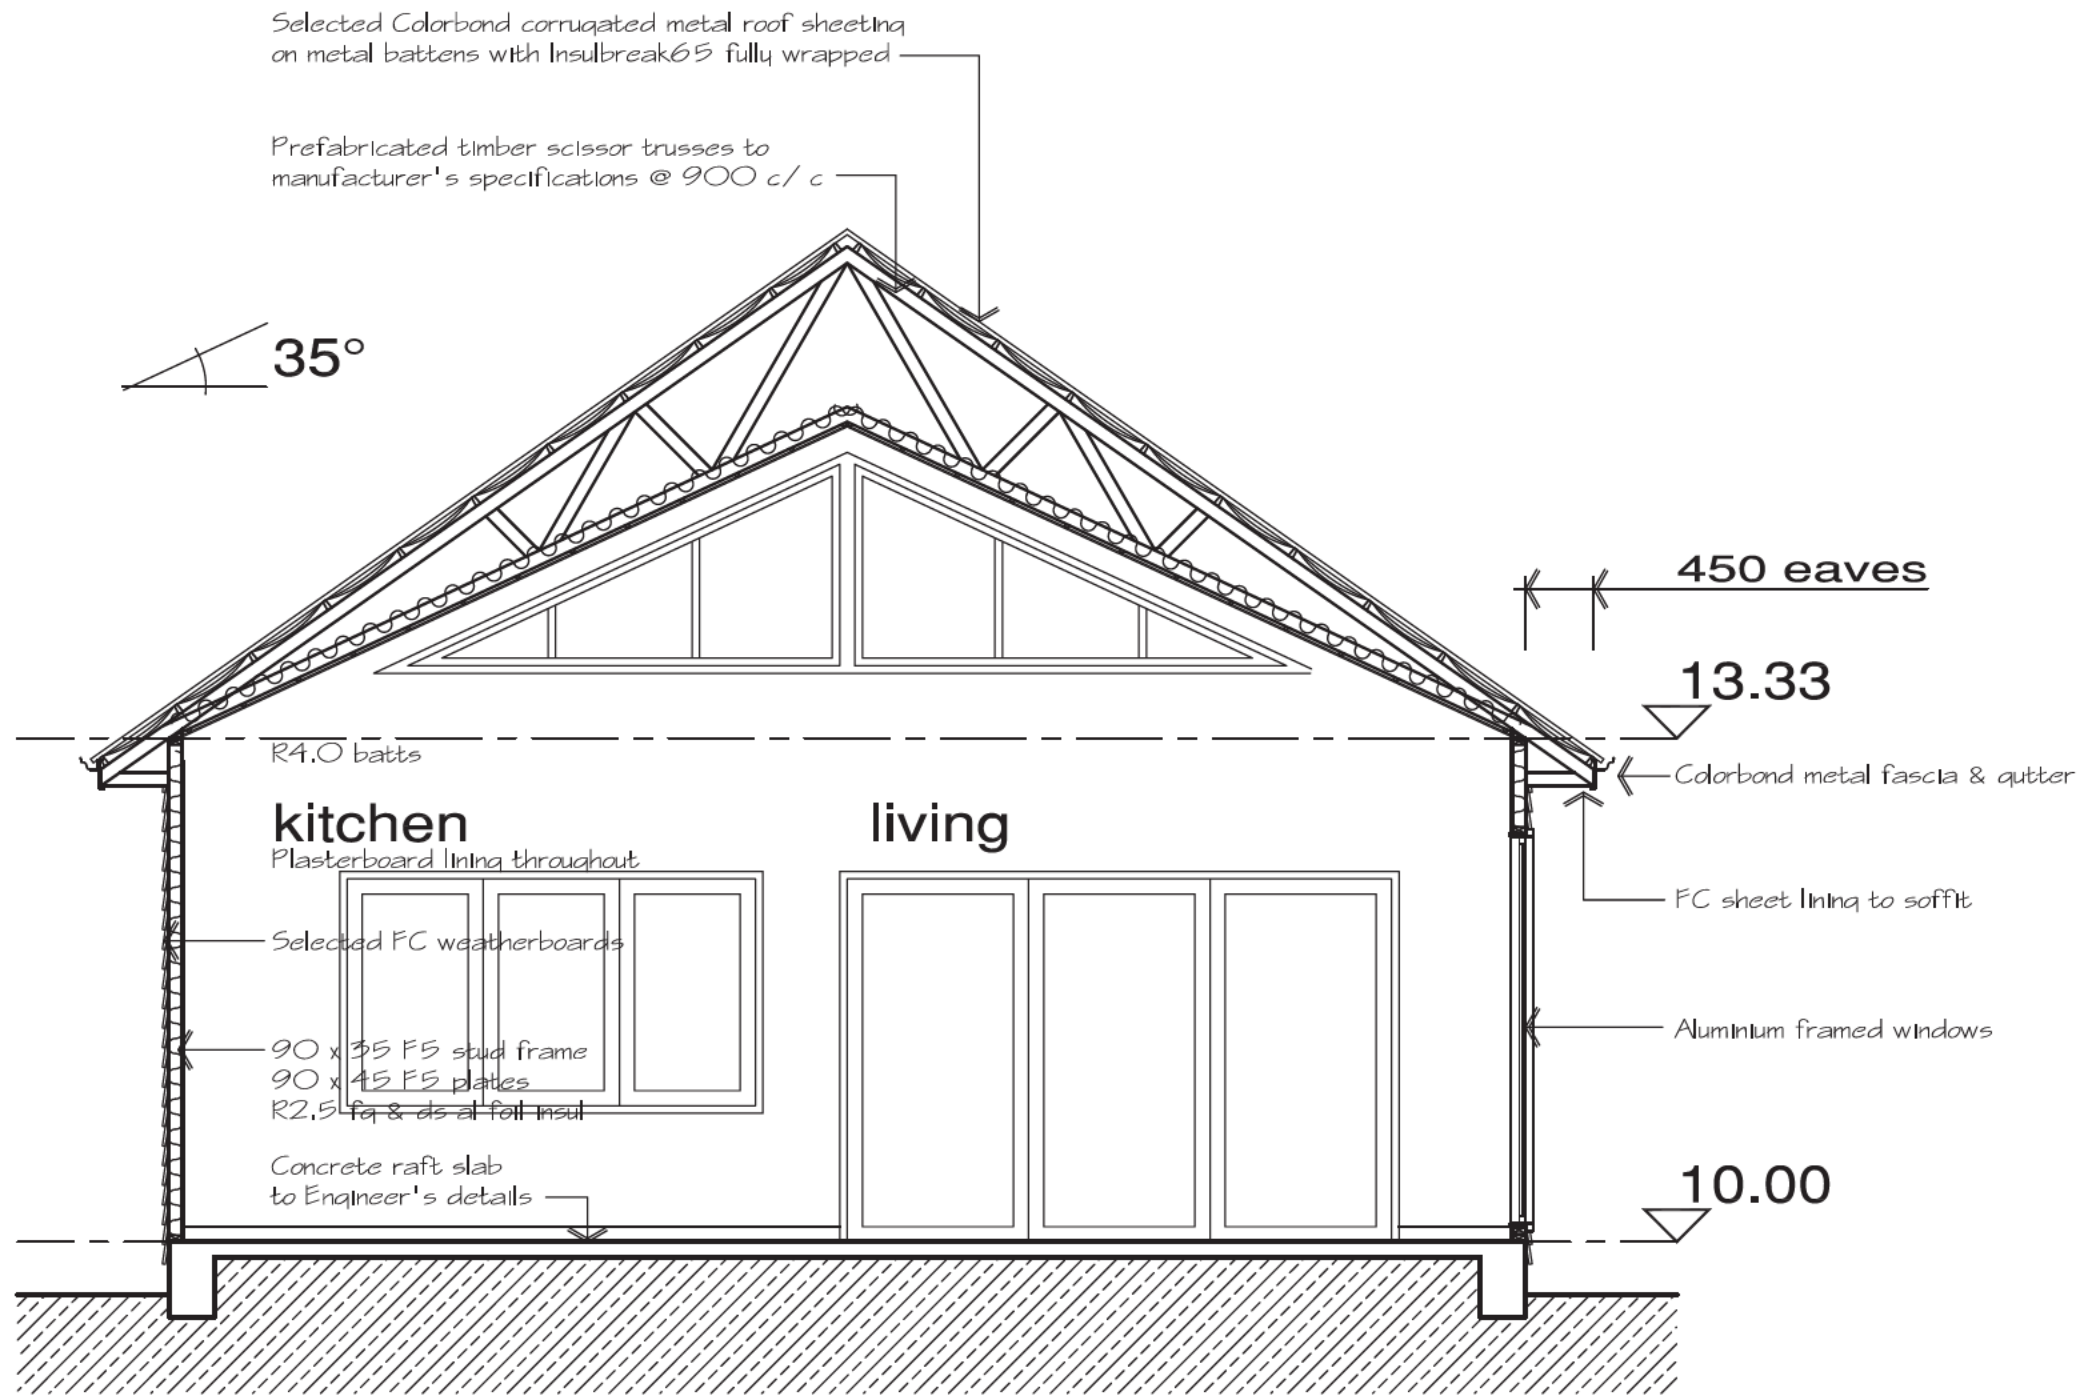 Selected Colorbond corrugated metal roof sheeting
on metal battens with Insulbreak65 fully wrapped
Prefabricated timber scissor trusses to
manufacturer's specifications @ 900 c/ c
35°
450 eaves
13.33
R4.0 batts
Colorbond metal fascia & gutter
kitchen
living
Plasterboard lining throughout
FC sheet lining to soffit
Selected FC weatherboards
Aluminium framed windows
90 x 35 F5 stud frame
90 x 45 F5 plates
R2.5 fg & ds al foil insul
Concrete raft slab
to Engineer's details
10.00